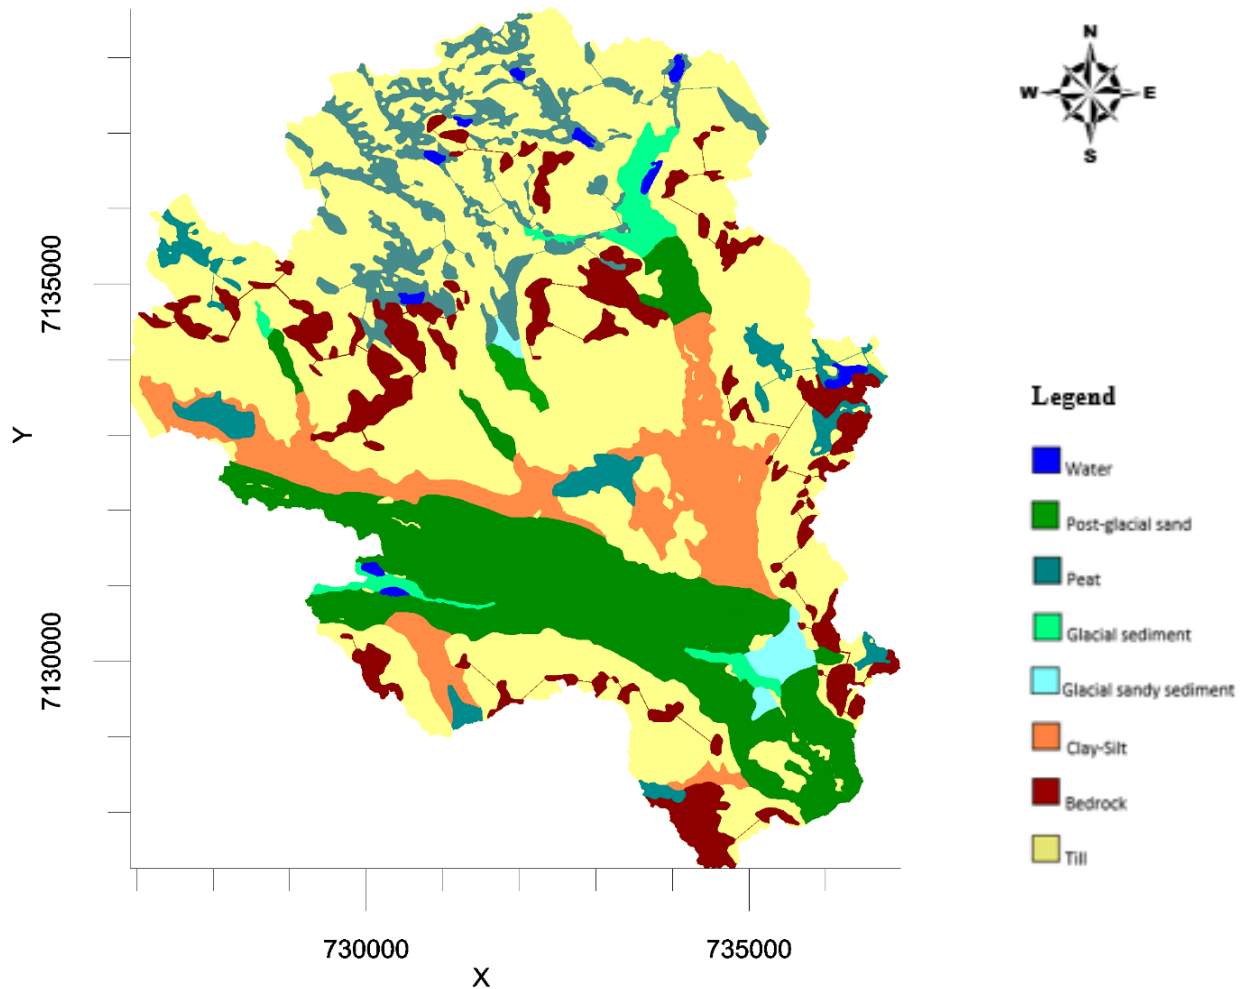 N
W E
S
7135000
Y
7130000
730000 735000
X
Legend
Water
Post-glacial sand
Peat
Glacial sediment
Glacial sandy sediment
Clay-Silt
Bedrock
Till